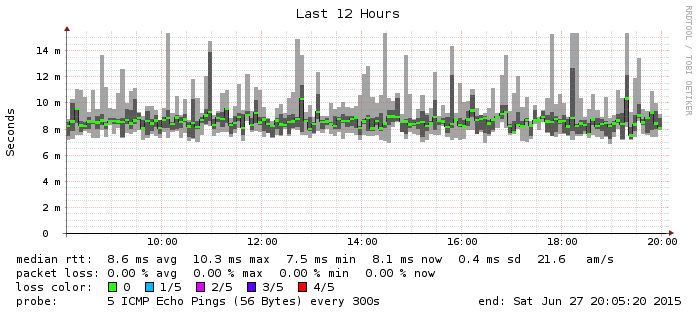 Last 12 Hours
RRDTOOL / TOBI OETIKER
Seconds
14 m
12 m
10 m
8 m
6 m
4 m
2 m
0
10:00 12:00 14:00 16:00 18:00 20:00
median rtt: 8.6 ms avg 10.3 ms max 7.5 ms min 8.1 ms now 0.4 ms sd 21.6 am/s
packet loss: 0.00 % avg 0.00 % max 0.00 % min 0.00 % now
loss color: 0 1/5 2/5 3/5 4/5
probe: 5 ICMP Echo Pings (56 Bytes) every 300s end: Sat Jun 27 20:05:20 2015